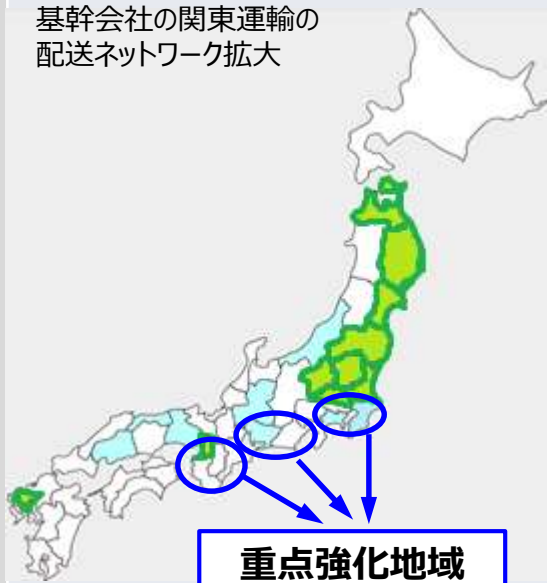 基幹会社の関東運輸の
配送ネットワーク拡大
重点強化地域